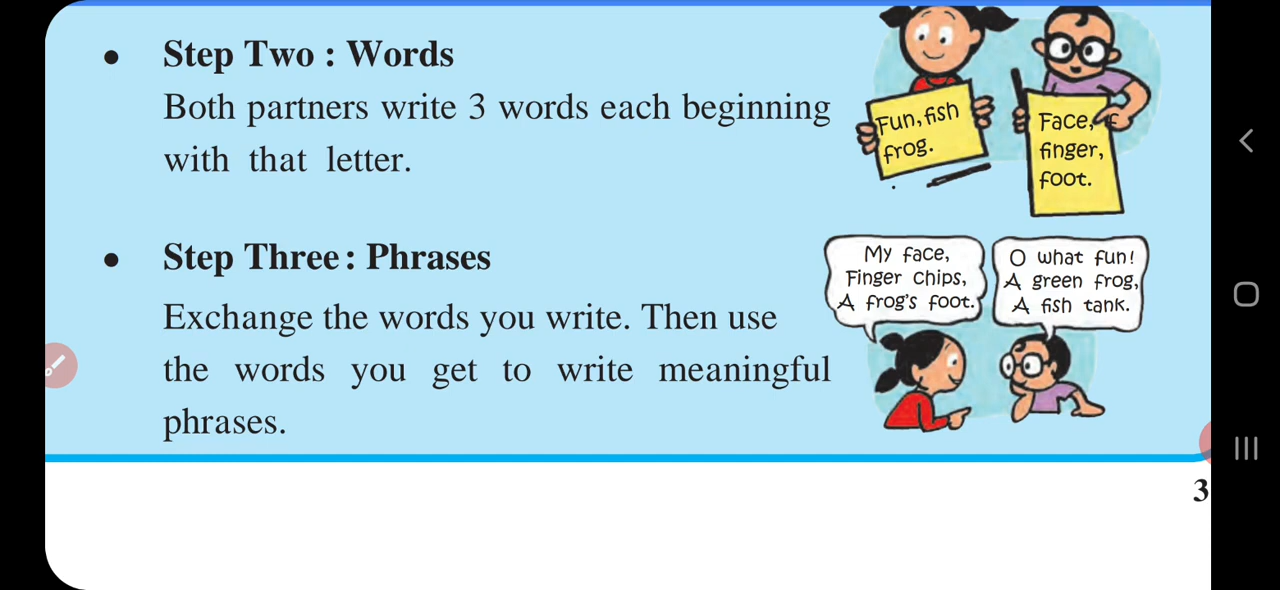 • Step Two : Words
Both partners write 3 words each beginning
with that letter.
Fun, fish
frog.
Face,
finger,
foot.
• Step Three : Phrases
Exchange the words you write. Then use
the words you get to write meaningful
phrases.
My face,
Finger chips,
A frog's foot.
O what fun!
A green frog,
A fish tank.
3